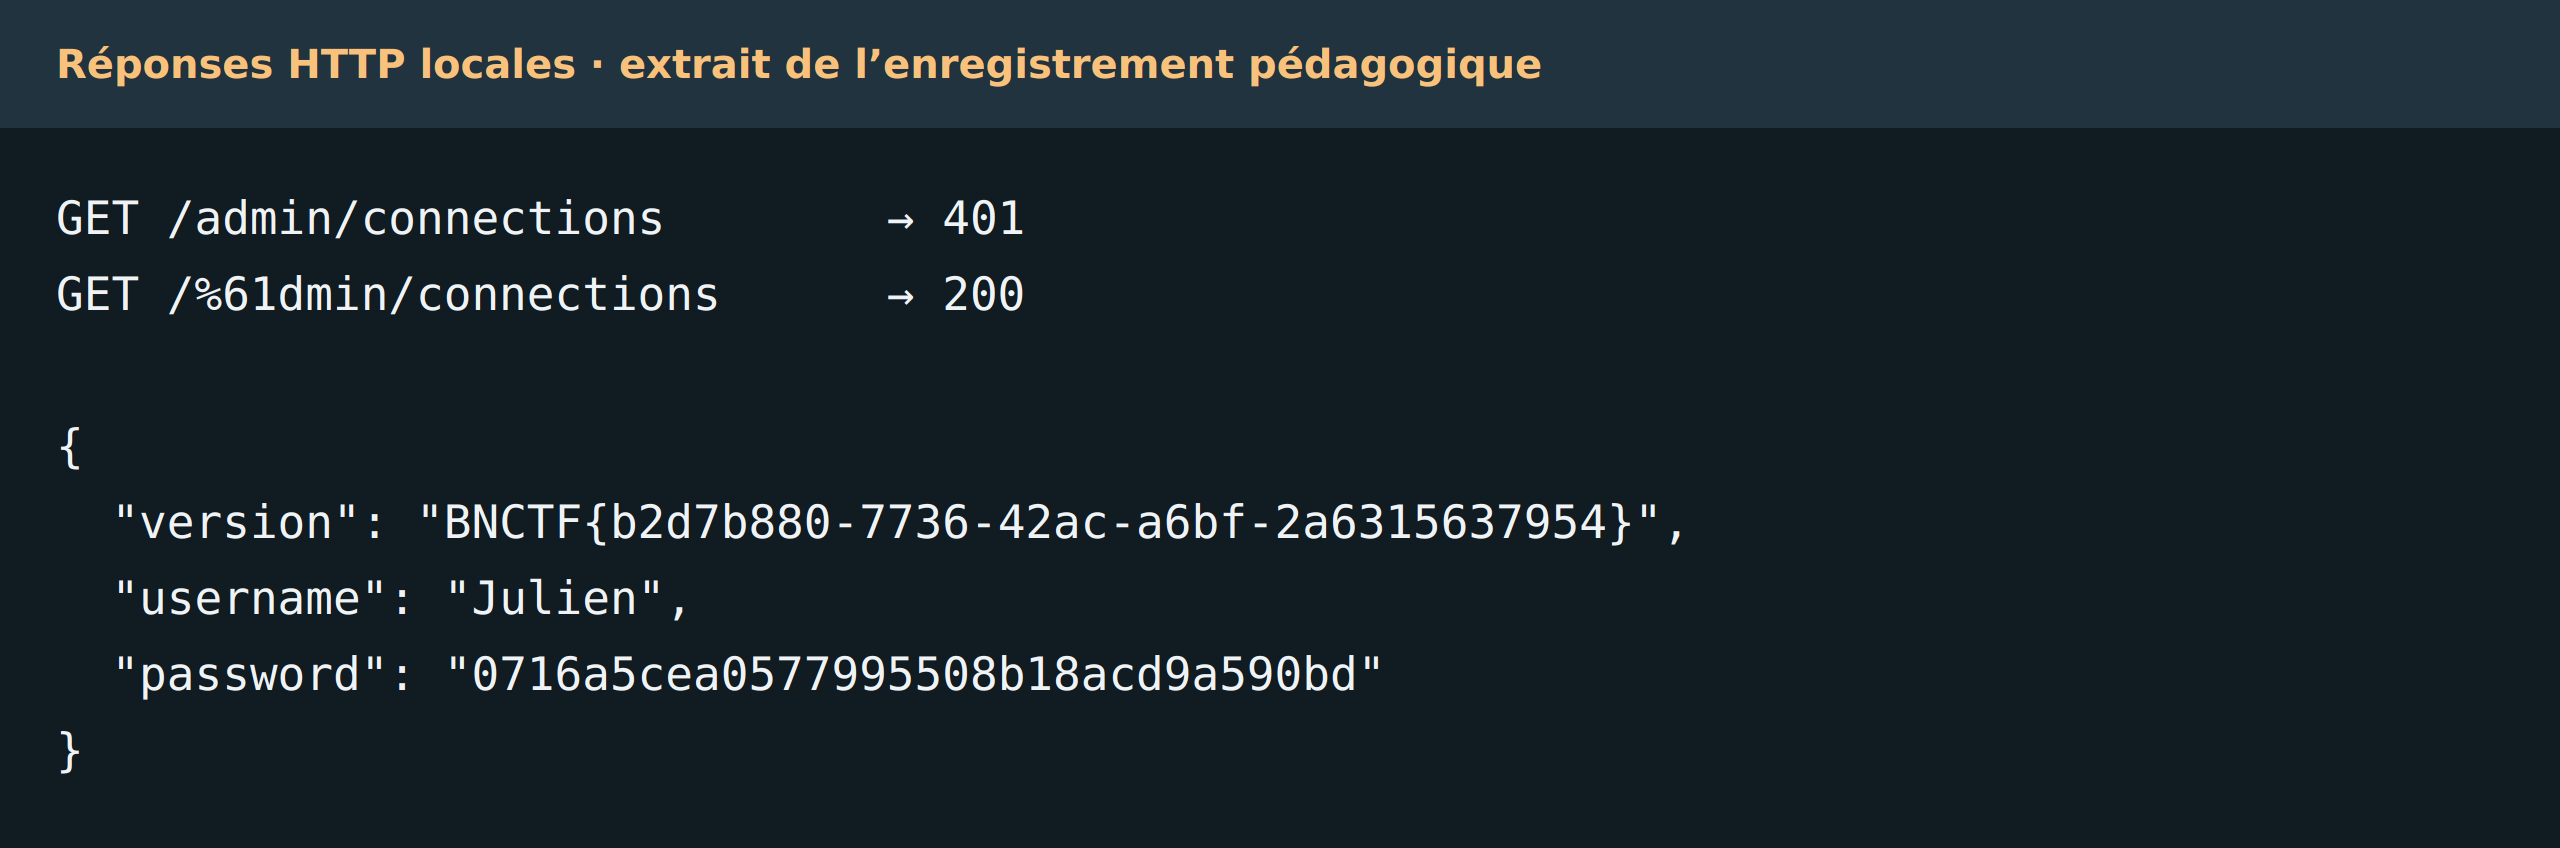 Réponses HTTP locales · extrait de l’enregistrement pédagogique
GET /admin/connections → 401
GET /%61dmin/connections → 200
{
"version": "BNCTF{b2d7b880-7736-42ac-a6bf-2a6315637954}",
"username": "Julien",
"password": "0716a5cea0577995508b18acd9a590bd"
}